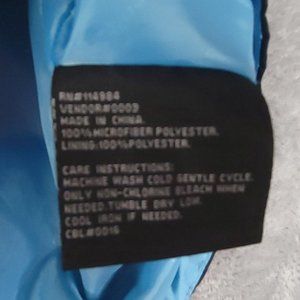 RN#114984
VENDOR#0009
MADE IN CHINA.
100% MICROFIBER POLYESTER.
LINING:100% POLYESTER.
CARE INSTRUCTIONS:
MACHINE WASH COLD GENTLE CYCLE.
ONLY NON-CHLORINE BLEACH WHEN
NEEDED.TUMBLE DRY LOW.
COOL IRON IF NEEDED.
CBL#0016